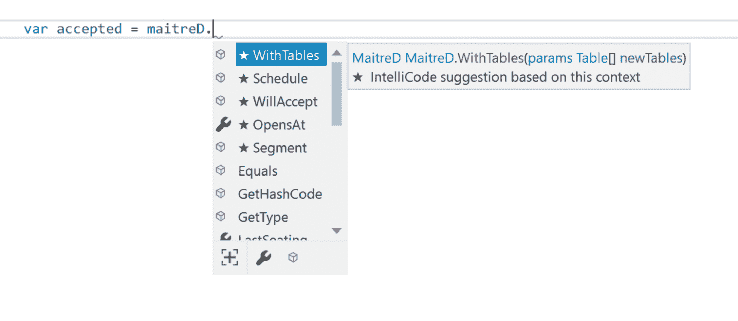 var accepted = maitreD.
★ WithTables
★ Schedule
★ WillAccept
★ OpensAt
★ Segment
Equals
GetHashCode
GetType
LastSeating
MaitreD MaitreD.WithTables(params Table[] newTables)
★ IntelliCode suggestion based on this context